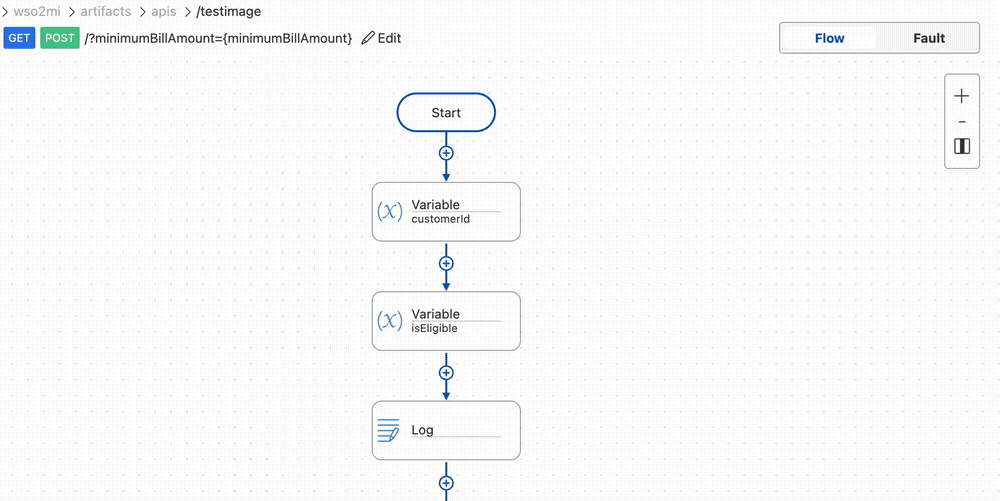 wso2mi > artifacts > apis > /testimage
GET POST /?minimumBillAmount={minimumBillAmount} Edit
Flow Fault
Start
Variable
customerId
Variable
isEligible
Log